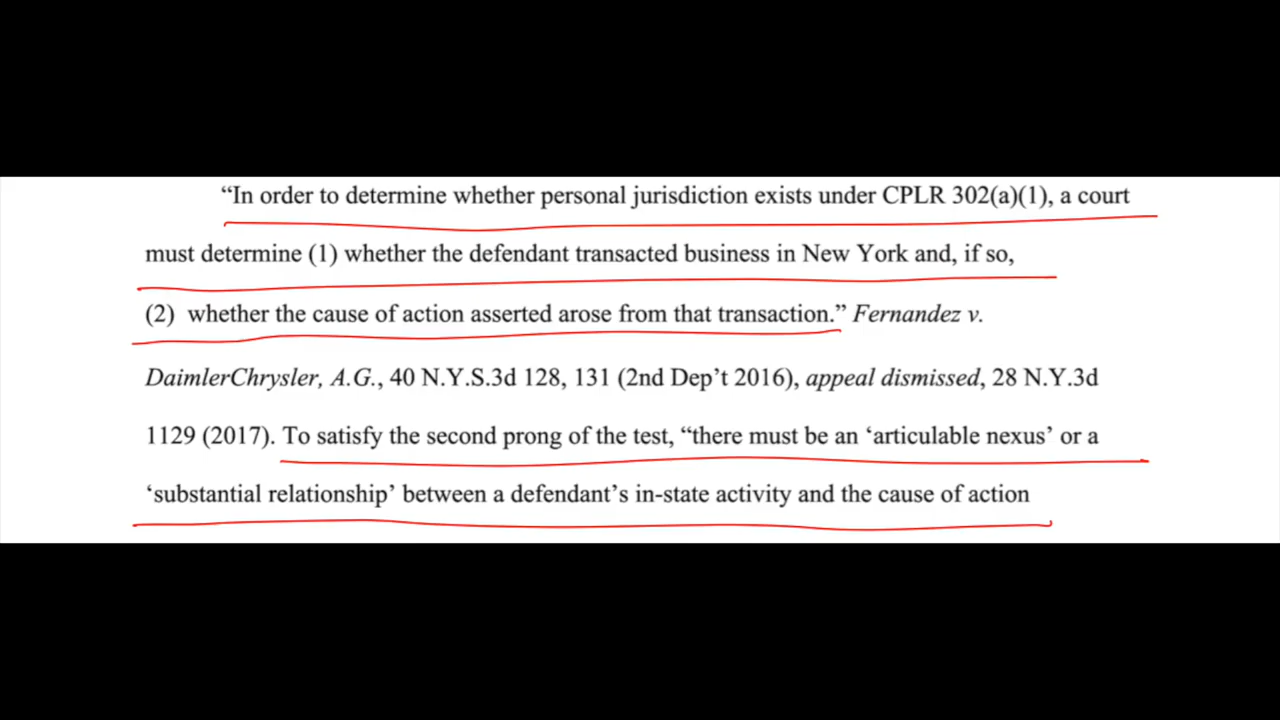 “In order to determine whether personal jurisdiction exists under CPLR 302(a)(1), a court
must determine (1) whether the defendant transacted business in New York and, if so,
(2) whether the cause of action asserted arose from that transaction.” Fernandez v.
DaimlerChrysler, A.G., 40 N.Y.S.3d 128, 131 (2nd Dep’t 2016), appeal dismissed, 28 N.Y.3d
1129 (2017). To satisfy the second prong of the test, “there must be an ‘articulable nexus’ or a
‘substantial relationship’ between a defendant’s in-state activity and the cause of action